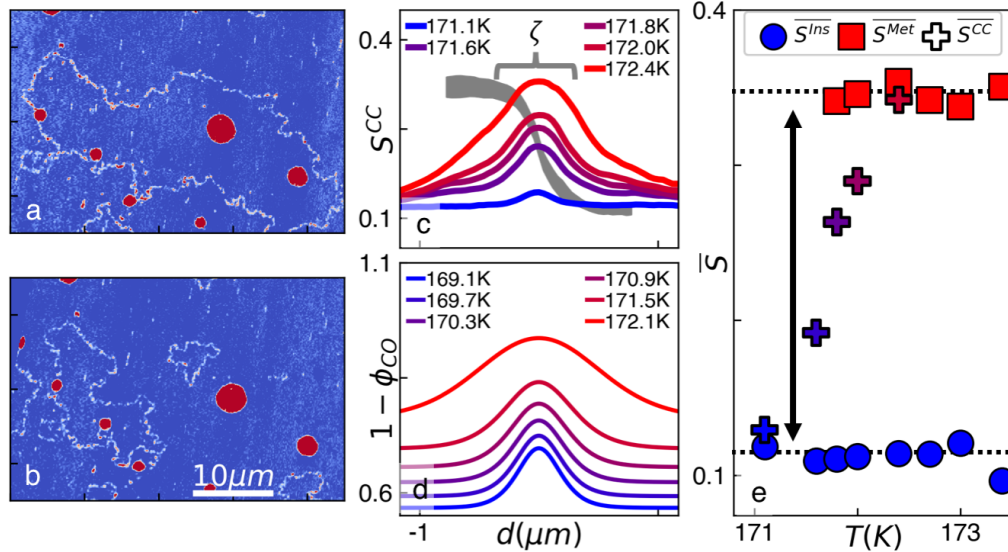 a
b
10μm
0.4
S^CC
0.1
171.1K
171.6K
171.8K
172.0K
172.4K
ζ
c
1.1
1 − ϕ_CO
0.6
169.1K
169.7K
170.3K
170.9K
171.5K
172.1K
d
-1
d(μm)
0.4
S̅
0.1
S^Ins
S^Met
S^CC
e
171
T(K)
173